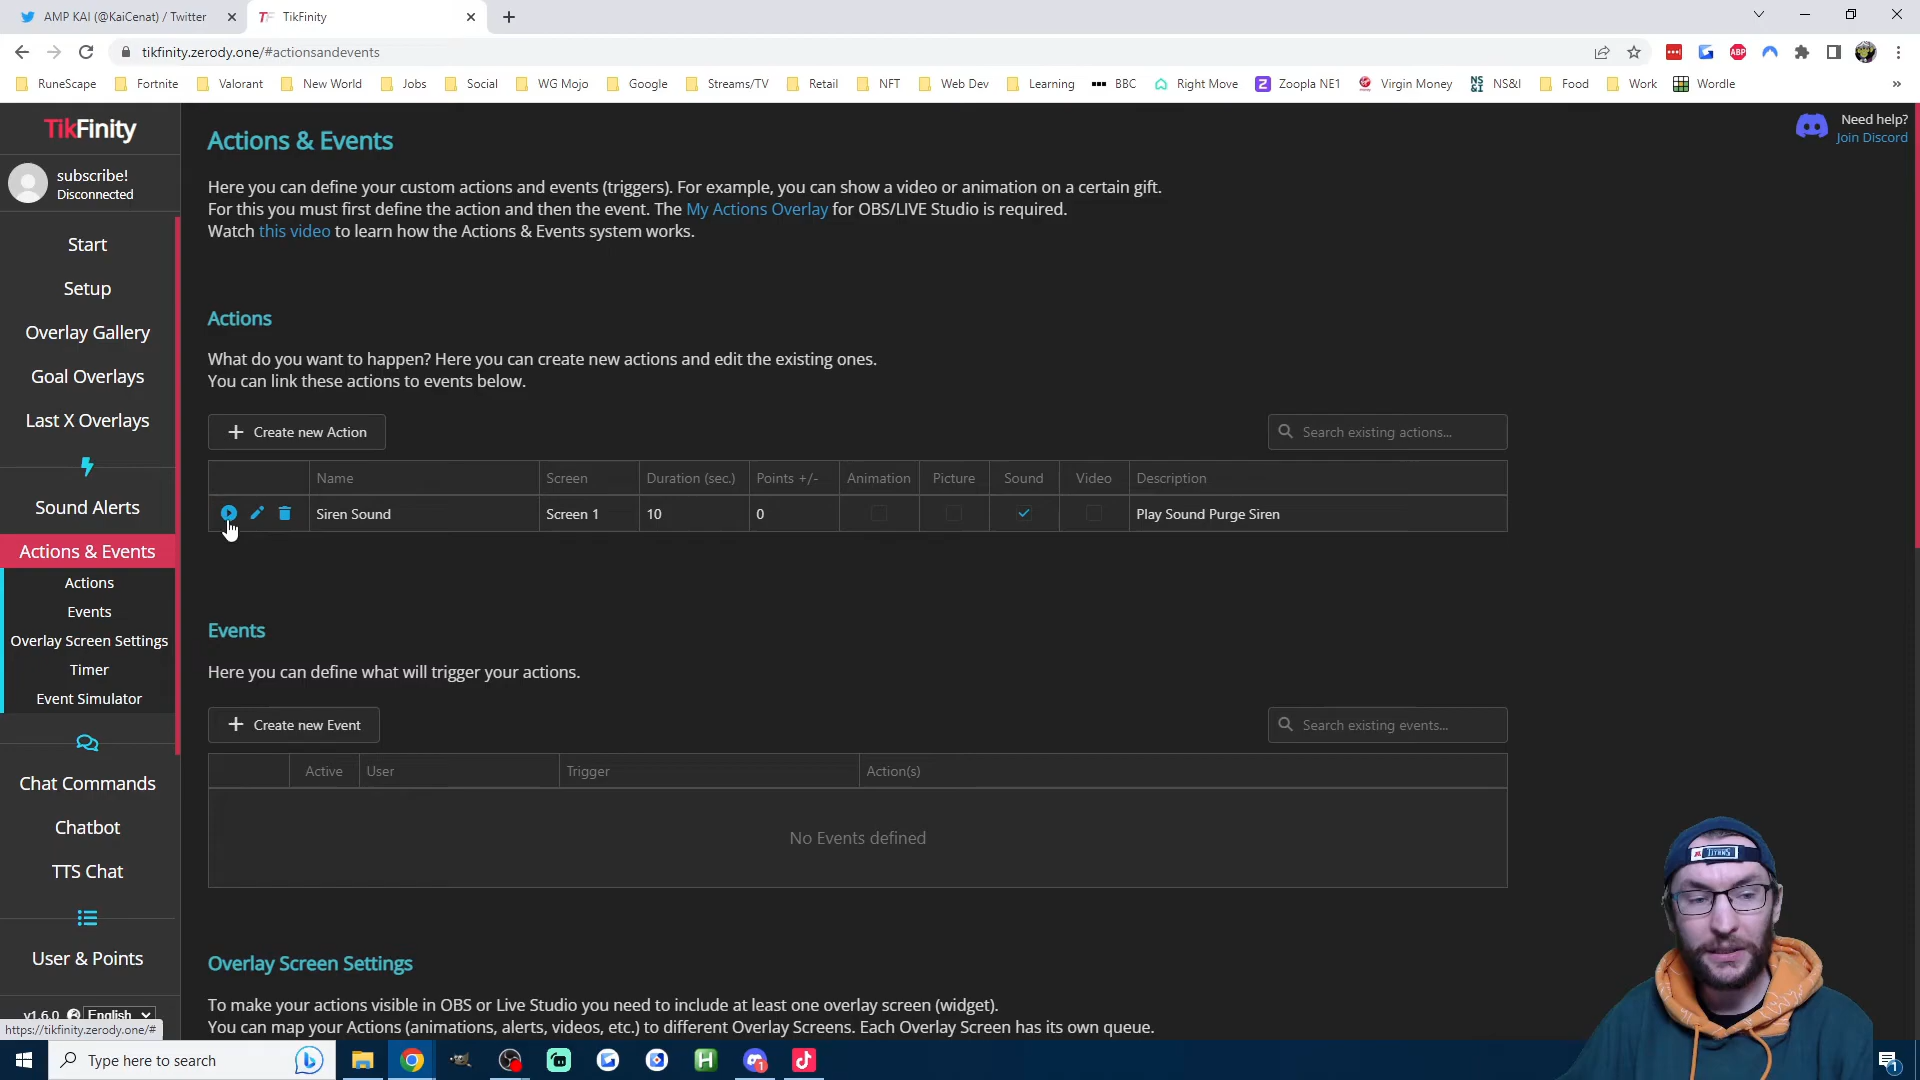 AMP KAI (@KaiCenat) / Twitter
TikFinity
tikfinity.zerody.one/#actionsandevents
ABP
RuneScape
Fortnite
Valorant
New World
Jobs
Social
WG Mojo
Google
Streams/TV
Retail
NFT
Web Dev
Learning
BBC
Right Move
Zoopla NE1
Virgin Money
NS&I
Food
Work
Wordle
»
TikFinity
subscribe!
Disconnected
Start
Setup
Overlay Gallery
Goal Overlays
Last X Overlays
Sound Alerts
Actions & Events
Actions
Events
Overlay Screen Settings
Timer
Event Simulator
Chat Commands
Chatbot
TTS Chat
User & Points
v1.6.0 English
https://tikfinity.zerody.one/#
Need help?
Join Discord
Actions & Events
Here you can define your custom actions and events (triggers). For example, you can show a video or animation on a certain gift.
For this you must first define the action and then the event. The My Actions Overlay for OBS/LIVE Studio is required.
Watch this video to learn how the Actions & Events system works.
Actions
What do you want to happen? Here you can create new actions and edit the existing ones.
You can link these actions to events below.
+ Create new Action
Search existing actions...
Name Screen Duration (sec.) Points +/- Animation Picture Sound Video Description
Siren Sound Screen 1 10 0 Play Sound Purge Siren
Events
Here you can define what will trigger your actions.
+ Create new Event
Search existing events...
Active User Trigger Action(s)
No Events defined
Overlay Screen Settings
To make your actions visible in OBS or Live Studio you need to include at least one overlay screen (widget).
You can map your Actions (animations, alerts, videos, etc.) to different Overlay Screens. Each Overlay Screen has its own queue.
TITANS
Type here to search